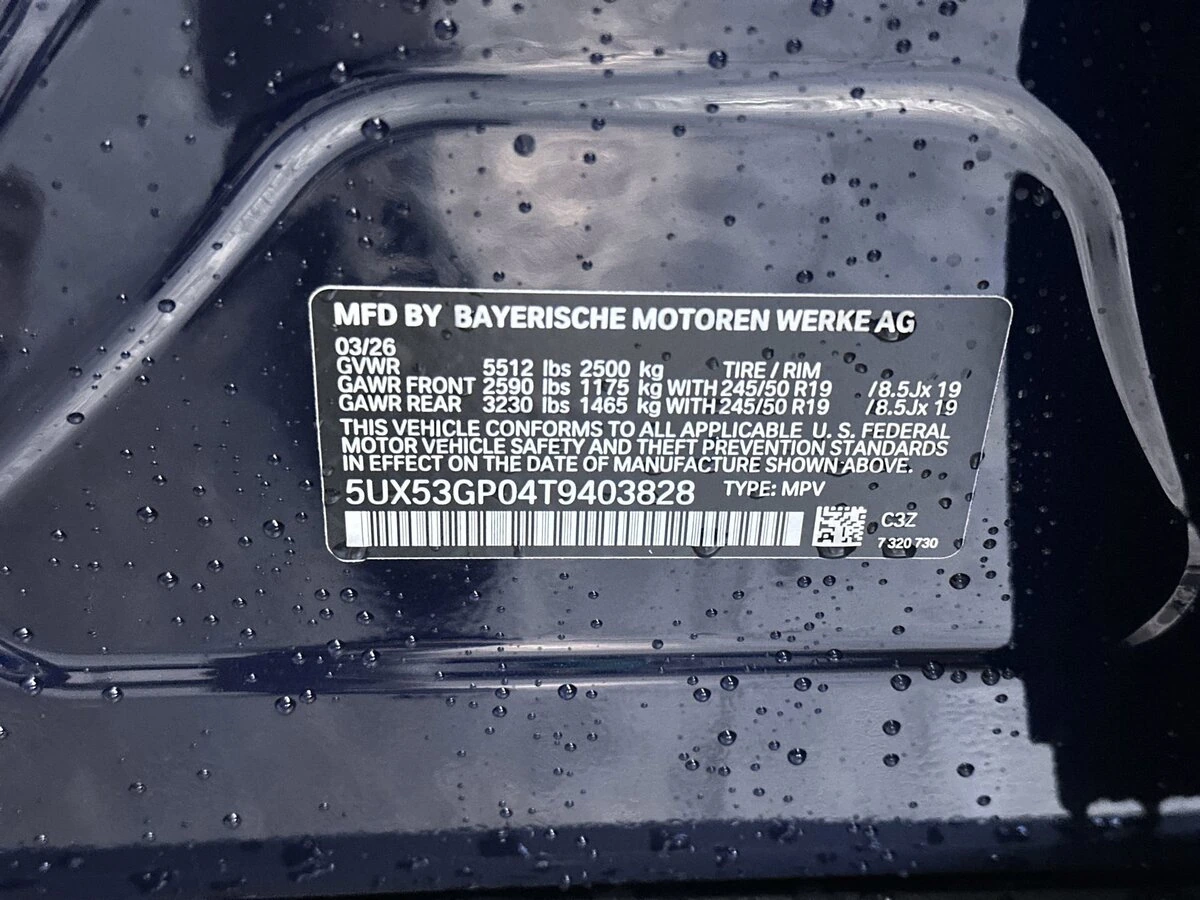 MFD BY BAYERISCHE MOTOREN WERKE AG
03/26
GVWR 5512 lbs 2500 kg TIRE / RIM
GAWR FRONT 2590 lbs 1175 kg WITH 245/50 R19 /8.5Jx 19
GAWR REAR 3230 lbs 1465 kg WITH 245/50 R19 /8.5Jx 19
THIS VEHICLE CONFORMS TO ALL APPLICABLE U. S. FEDERAL
MOTOR VEHICLE SAFETY AND THEFT PREVENTION STANDARDS
IN EFFECT ON THE DATE OF MANUFACTURE SHOWN ABOVE.
5UX53GP04T9403828 TYPE: MPV
C3Z
7 320 730